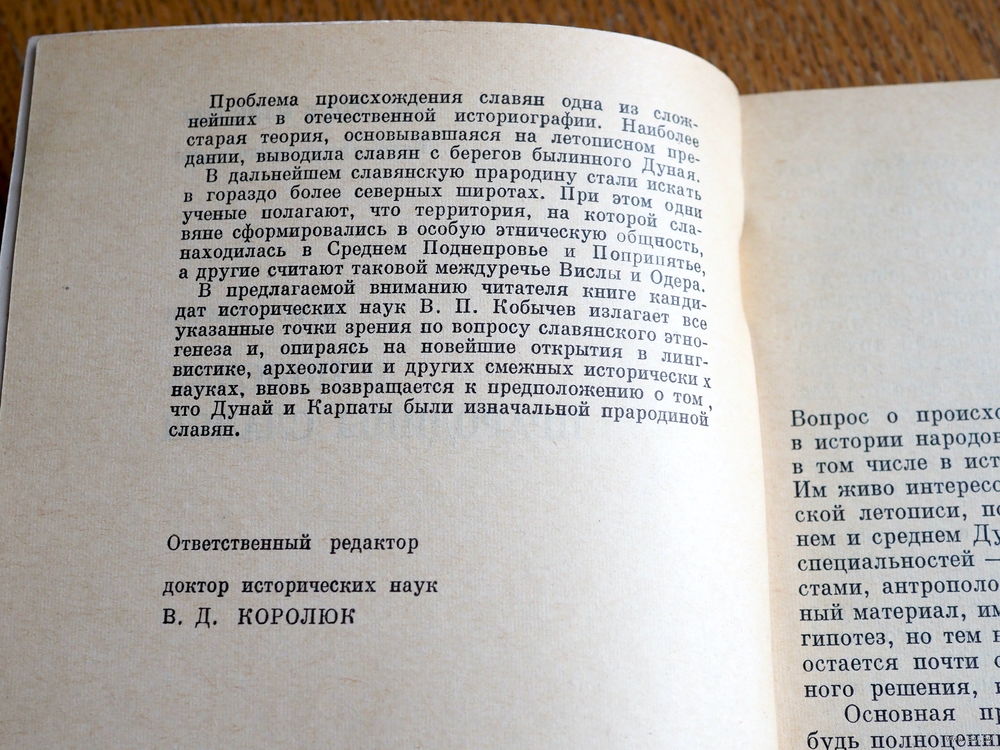 Проблема происхождения славян одна из слож-
нейших в отечественной историографии. Наиболее
старая теория, основывавшаяся на летописном пре-
дании, выводила славян с берегов былинного Дуная.
В дальнейшем славянскую прародину стали искать
в гораздо более северных широтах. При этом одни
ученые полагают, что территория, на которой сла-
вяне сформировались в особую этническую общность,
находилась в Среднем Поднепровье и Поприпятье,
а другие считают таковой междуречье Вислы и Одера.
В предлагаемой вниманию читателя книге канди-
дат исторических наук В. П. Кобычев излагает все
указанные точки зрения по вопросу славянского этно-
генеза и, опираясь на новейшие открытия в линг-
вистике, археологии и других смежных исторических
науках, вновь возвращается к предположению о том,
что Дунай и Карпаты были изначальной прародиной
славян.
Ответственный редактор
доктор исторических наук
В. Д. КОРОЛЮК
Вопрос о происхо
в истории народов
в том числе в ист
Им живо интересо
ской летописи, по
нем и среднем Ду
специальностей —
стами, антрополо
ный материал, им
гипотез, но тем н
остается почти
ного решения,
Основная пр
будь полноценн